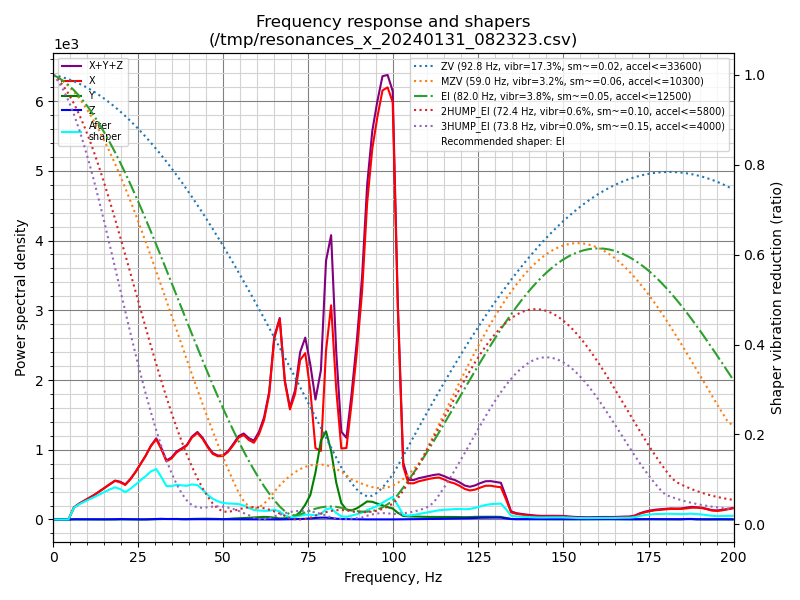 Frequency response and shapers
(/tmp/resonances_x_20240131_082323.csv)
1e3
X+Y+Z
X
Y
Z
After
shaper
ZV (92.8 Hz, vibr=17.3%, sm~=0.02, accel<=33600)
MZV (59.0 Hz, vibr=3.2%, sm~=0.06, accel<=10300)
EI (82.0 Hz, vibr=3.8%, sm~=0.05, accel<=12500)
2HUMP_EI (72.4 Hz, vibr=0.6%, sm~=0.10, accel<=5800)
3HUMP_EI (73.8 Hz, vibr=0.0%, sm~=0.15, accel<=4000)
Recommended shaper: EI
Power spectral density
6
5
4
3
2
1
0
1.0
0.8
0.6
0.4
0.2
0.0
Shaper vibration reduction (ratio)
0 25 50 75 100 125 150 175 200
Frequency, Hz